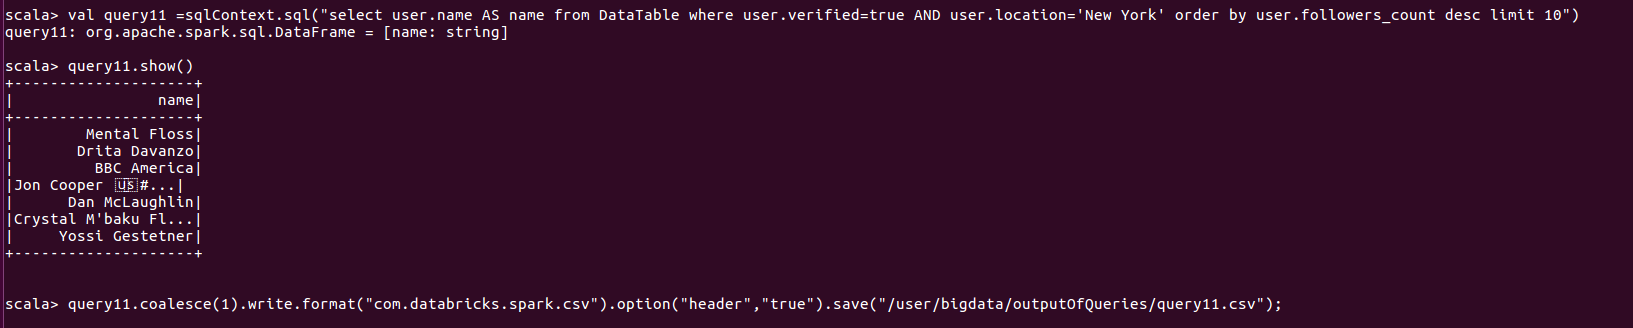 scala> val query11 =sqlContext.sql("select user.name AS name from DataTable where user.verified=true AND user.location='New York' order by user.followers_count desc limit 10")
query11: org.apache.spark.sql.DataFrame = [name: string]
scala> query11.show()
+--------------------+
|                name|
+--------------------+
|        Mental Floss|
|       Drita Davanzo|
|         BBC America|
|Jon Cooper 🇺🇸#...|
|      Dan McLaughlin|
|Crystal M'baku Fl...|
|     Yossi Gestetner|
+--------------------+
scala> query11.coalesce(1).write.format("com.databricks.spark.csv").option("header","true").save("/user/bigdata/outputOfQueries/query11.csv");